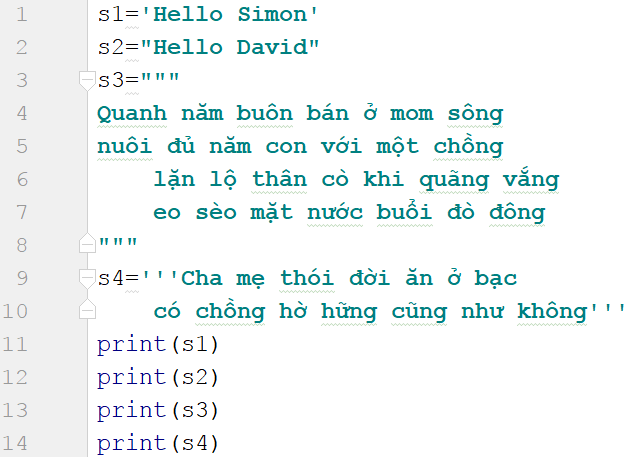 1 s1='Hello Simon'
2 s2="Hello David"
3 s3="""
4 Quanh năm buôn bán ở mom sông
5 nuôi đủ năm con với một chồng
6     lặn lộ thân cò khi quãng vắng
7     eo sèo mặt nước buổi đò đông
8 """
9 s4='''Cha mẹ thói đời ăn ở bạc
10     có chồng hờ hững cũng như không'''
11 print(s1)
12 print(s2)
13 print(s3)
14 print(s4)